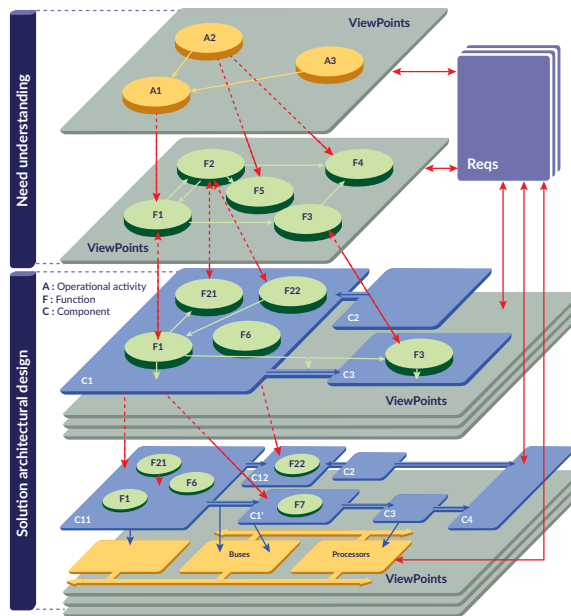 Need understanding
ViewPoints
A2
A3
A1
Reqs
F2
F4
F5
F1
F3
ViewPoints
Solution architectural design
A : Operational activity
F : Function
C : Component
F21
F22
C2
F6
F1
F3
C1
C3
ViewPoints
F21
F22
C12
C2
F6
F1
F7
C11
C1'
C3
C4
Buses
Processors
ViewPoints